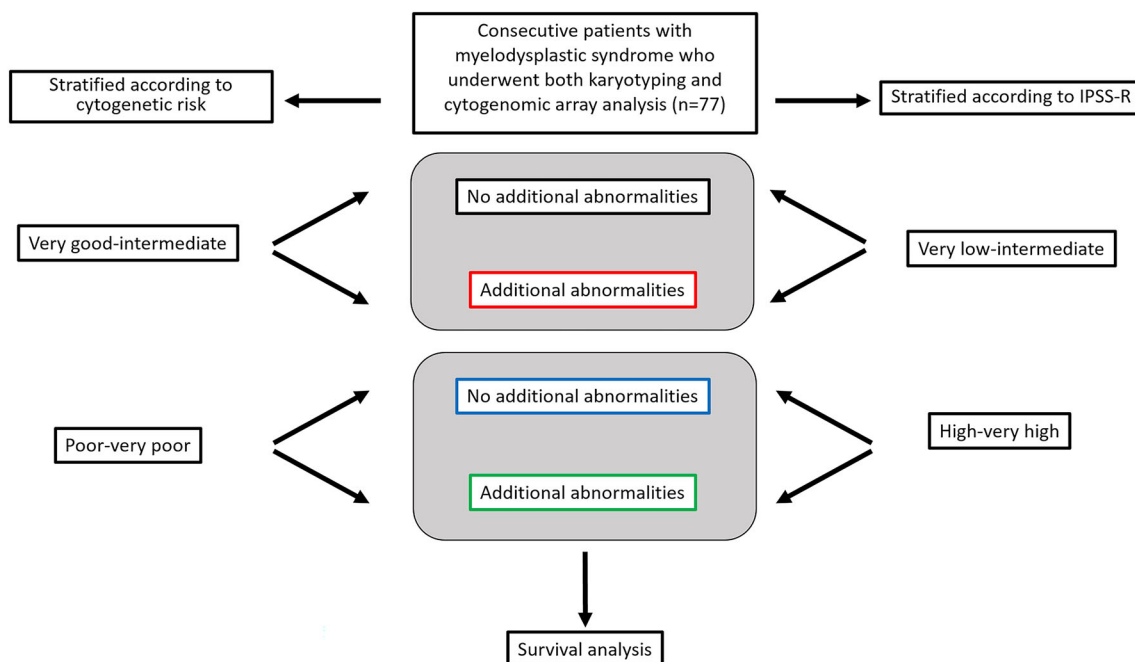 Consecutive patients with
myelodysplastic syndrome who
underwent both karyotyping and
cytogenomic array analysis (n=77)
Stratified according to
cytogenetic risk
Stratified according to IPSS-R
No additional abnormalities
Very good-intermediate
Very low-intermediate
Additional abnormalities
No additional abnormalities
Poor-very poor
High-very high
Additional abnormalities
Survival analysis